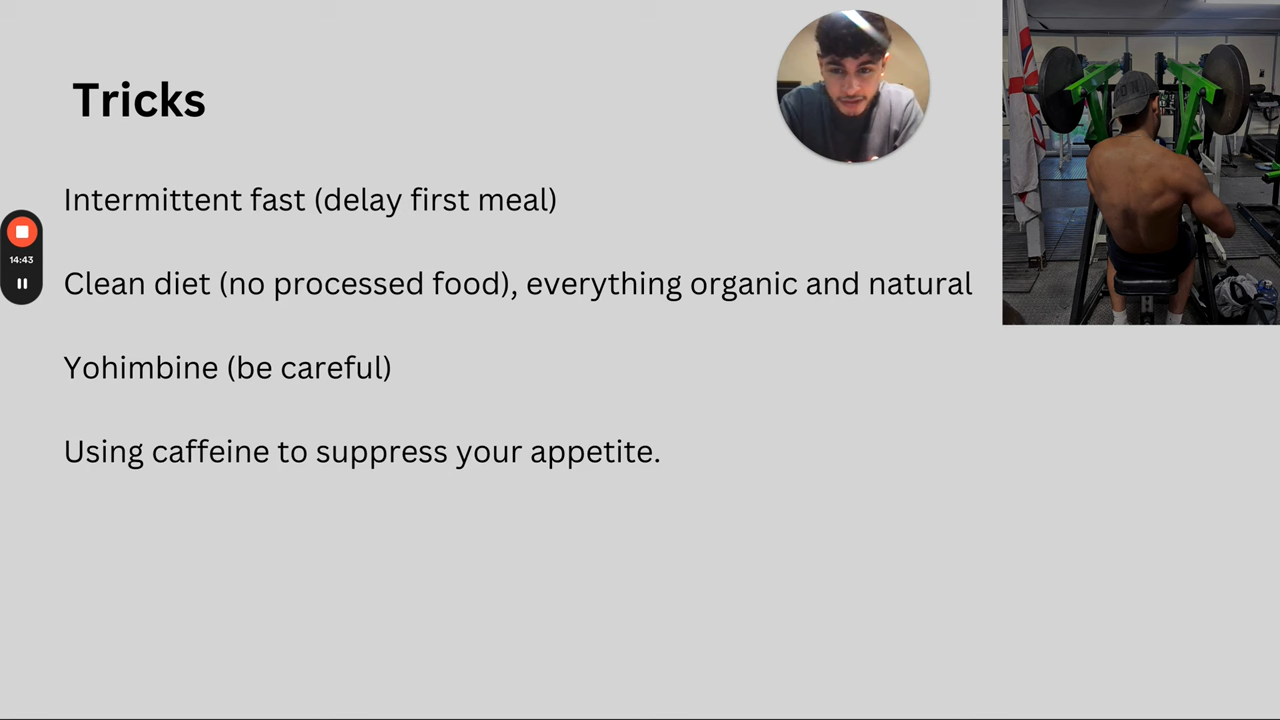 Tricks
Intermittent fast (delay first meal)
14:43
Clean diet (no processed food), everything organic and natural
Yohimbine (be careful)
Using caffeine to suppress your appetite.